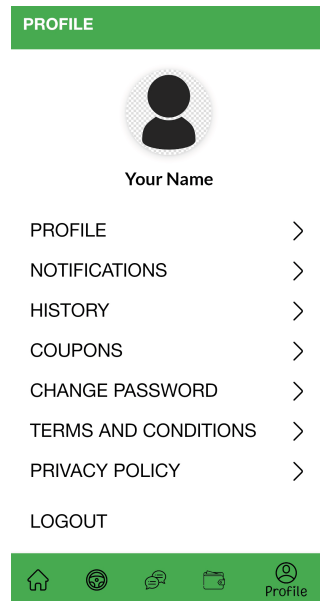 PROFILE
Your Name
PROFILE
NOTIFICATIONS
HISTORY
COUPONS
CHANGE PASSWORD
TERMS AND CONDITIONS
PRIVACY POLICY
LOGOUT
Profile